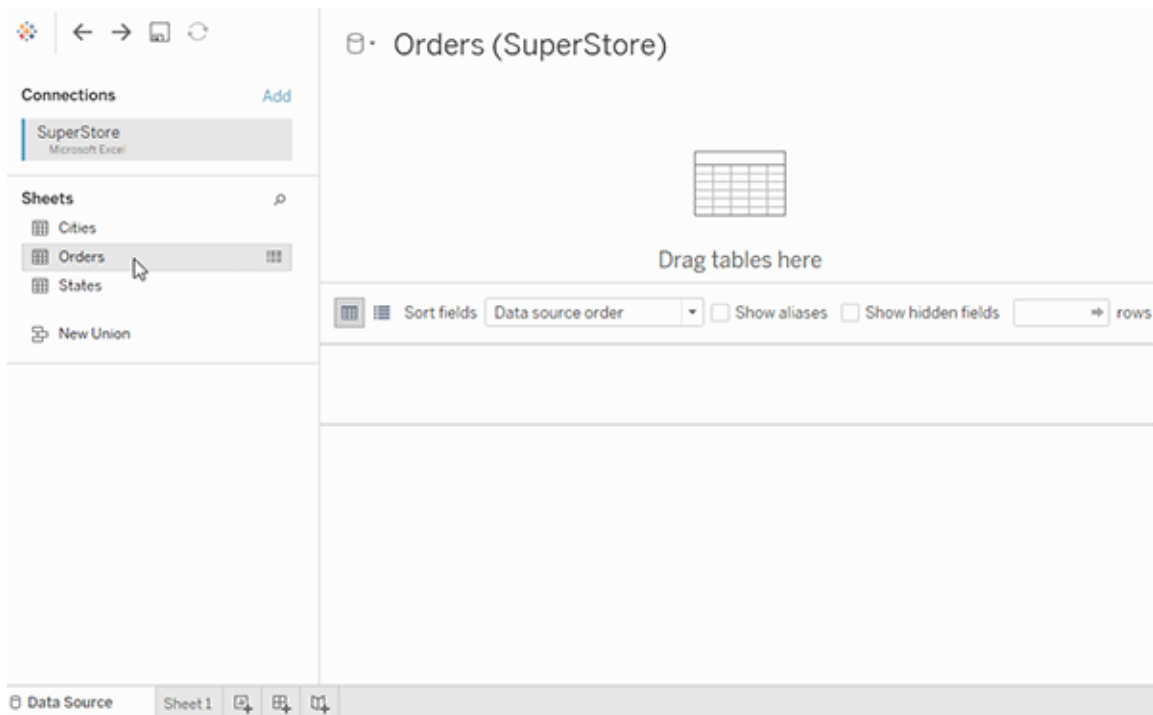 Orders (SuperStore)
Connections
Add
SuperStore
Microsoft Excel
Sheets
Cities
Orders
States
New Union
Drag tables here
Sort fields
Data source order
Show aliases
Show hidden fields
rows
Data Source
Sheet 1